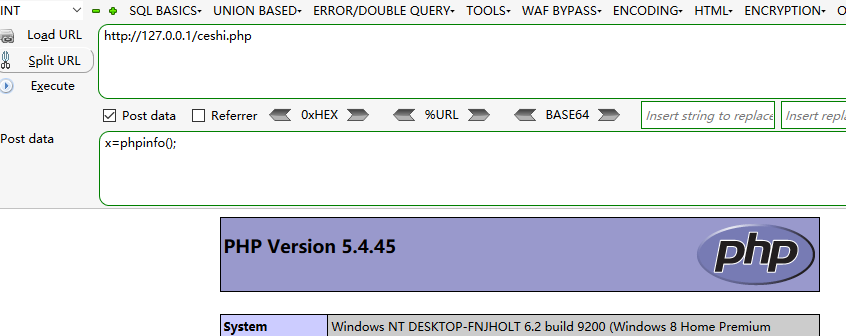 INT SQL BASICS UNION BASED ERROR/DOUBLE QUERY TOOLS WAF BYPASS ENCODING HTML ENCRYPTION
Load URL http://127.0.0.1/ceshi.php
Split URL
Execute
Post data Referrer 0xHEX %URL BASE64 Insert string to replace Insert repla
Post data x=phpinfo();
PHP Version 5.4.45 php
System Windows NT DESKTOP-FNJHOLT 6.2 build 9200 (Windows 8 Home Premium